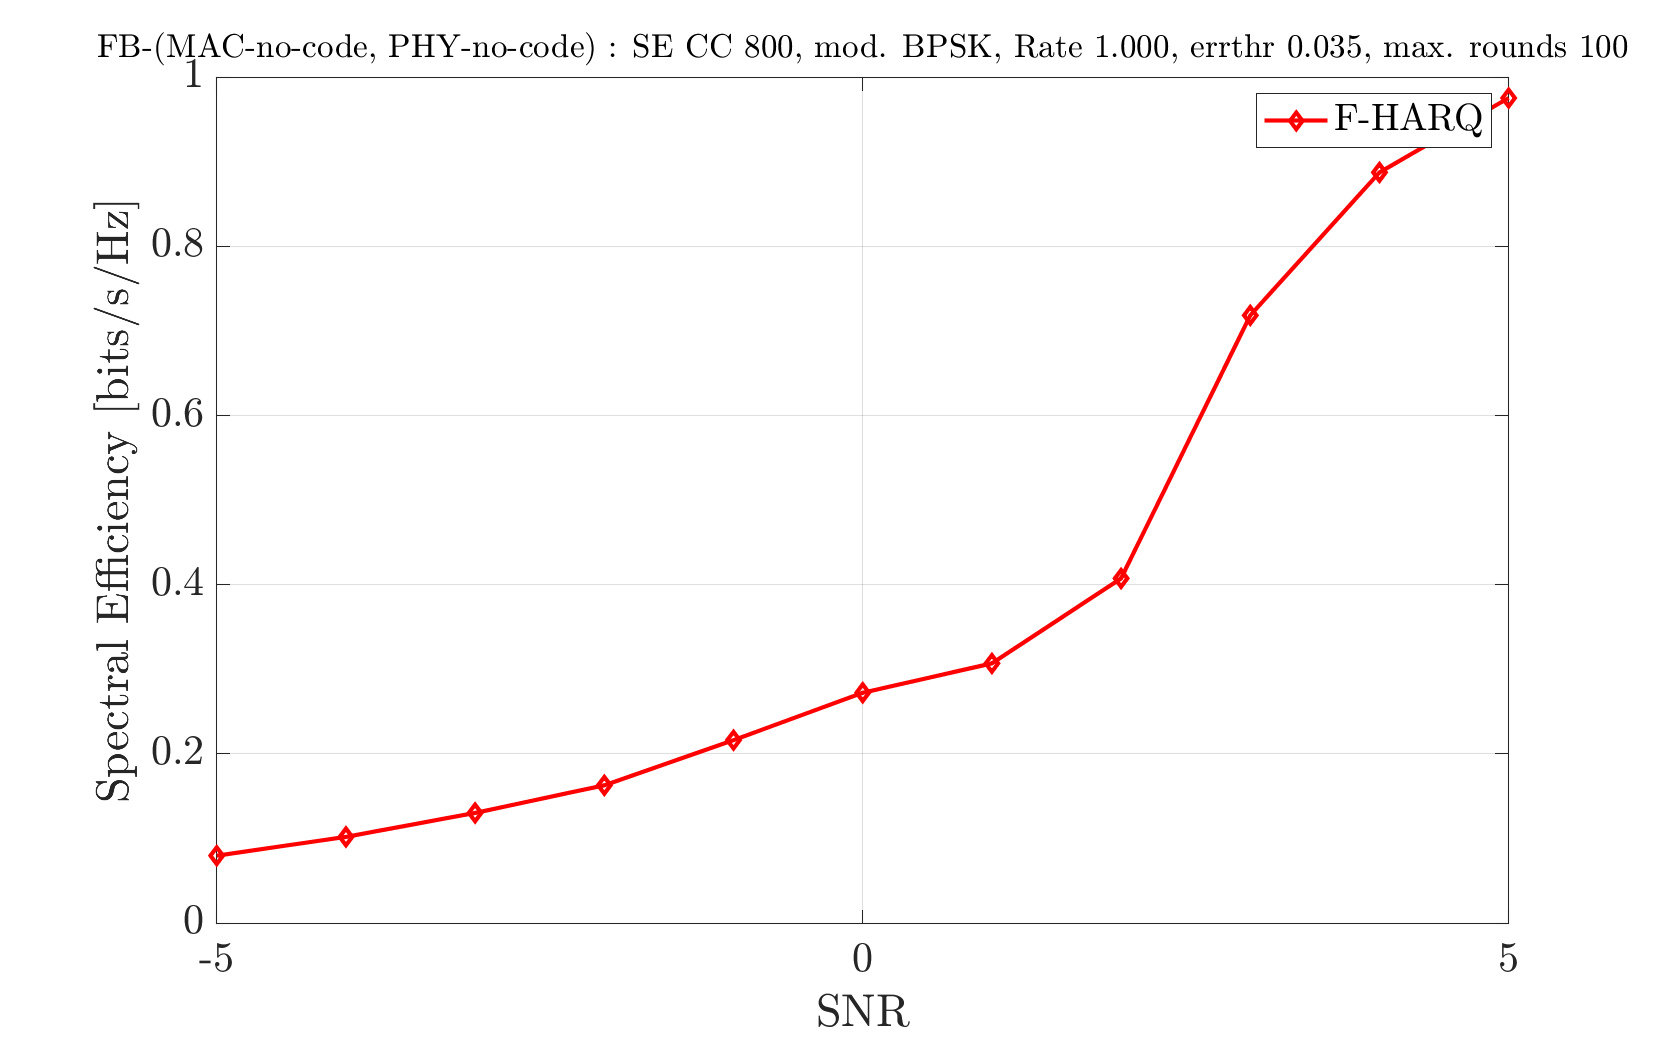 FB-(MAC-no-code, PHY-no-code) : SE CC 800, mod. BPSK, Rate 1.000, errthr 0.035, max. rounds 100
F-HARQ
1
0.8
0.6
0.4
0.2
0
Spectral Efficiency [bits/s/Hz]
-5
0
5
SNR